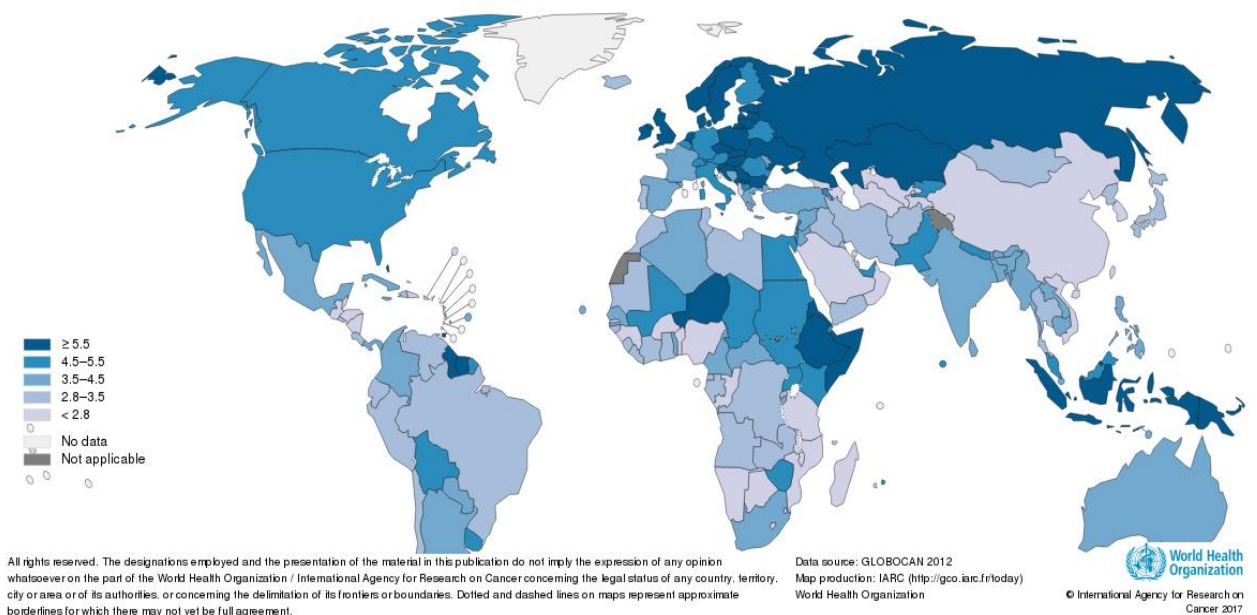 ≥ 5.5
4.5–5.5
3.5–4.5
2.8–3.5
< 2.8
No data
Not applicable
All rights reserved. The designations employed and the presentation of the material in this publication do not imply the expression of any opinion
whatsoever on the part of the World Health Organization / International Agency for Research on Cancer concerning the legal status of any country, territory,
city or area or of its authorities, or concerning the delimitation of its frontiers or boundaries. Dotted and dashed lines on maps represent approximate
borderlines for which there may not yet be full agreement.
Data source: GLOBOCAN 2012
Map production: IARC (http://gco.iarc.fr/today)
World Health Organization
World Health
Organization
© International Agency for Research on
Cancer 2017